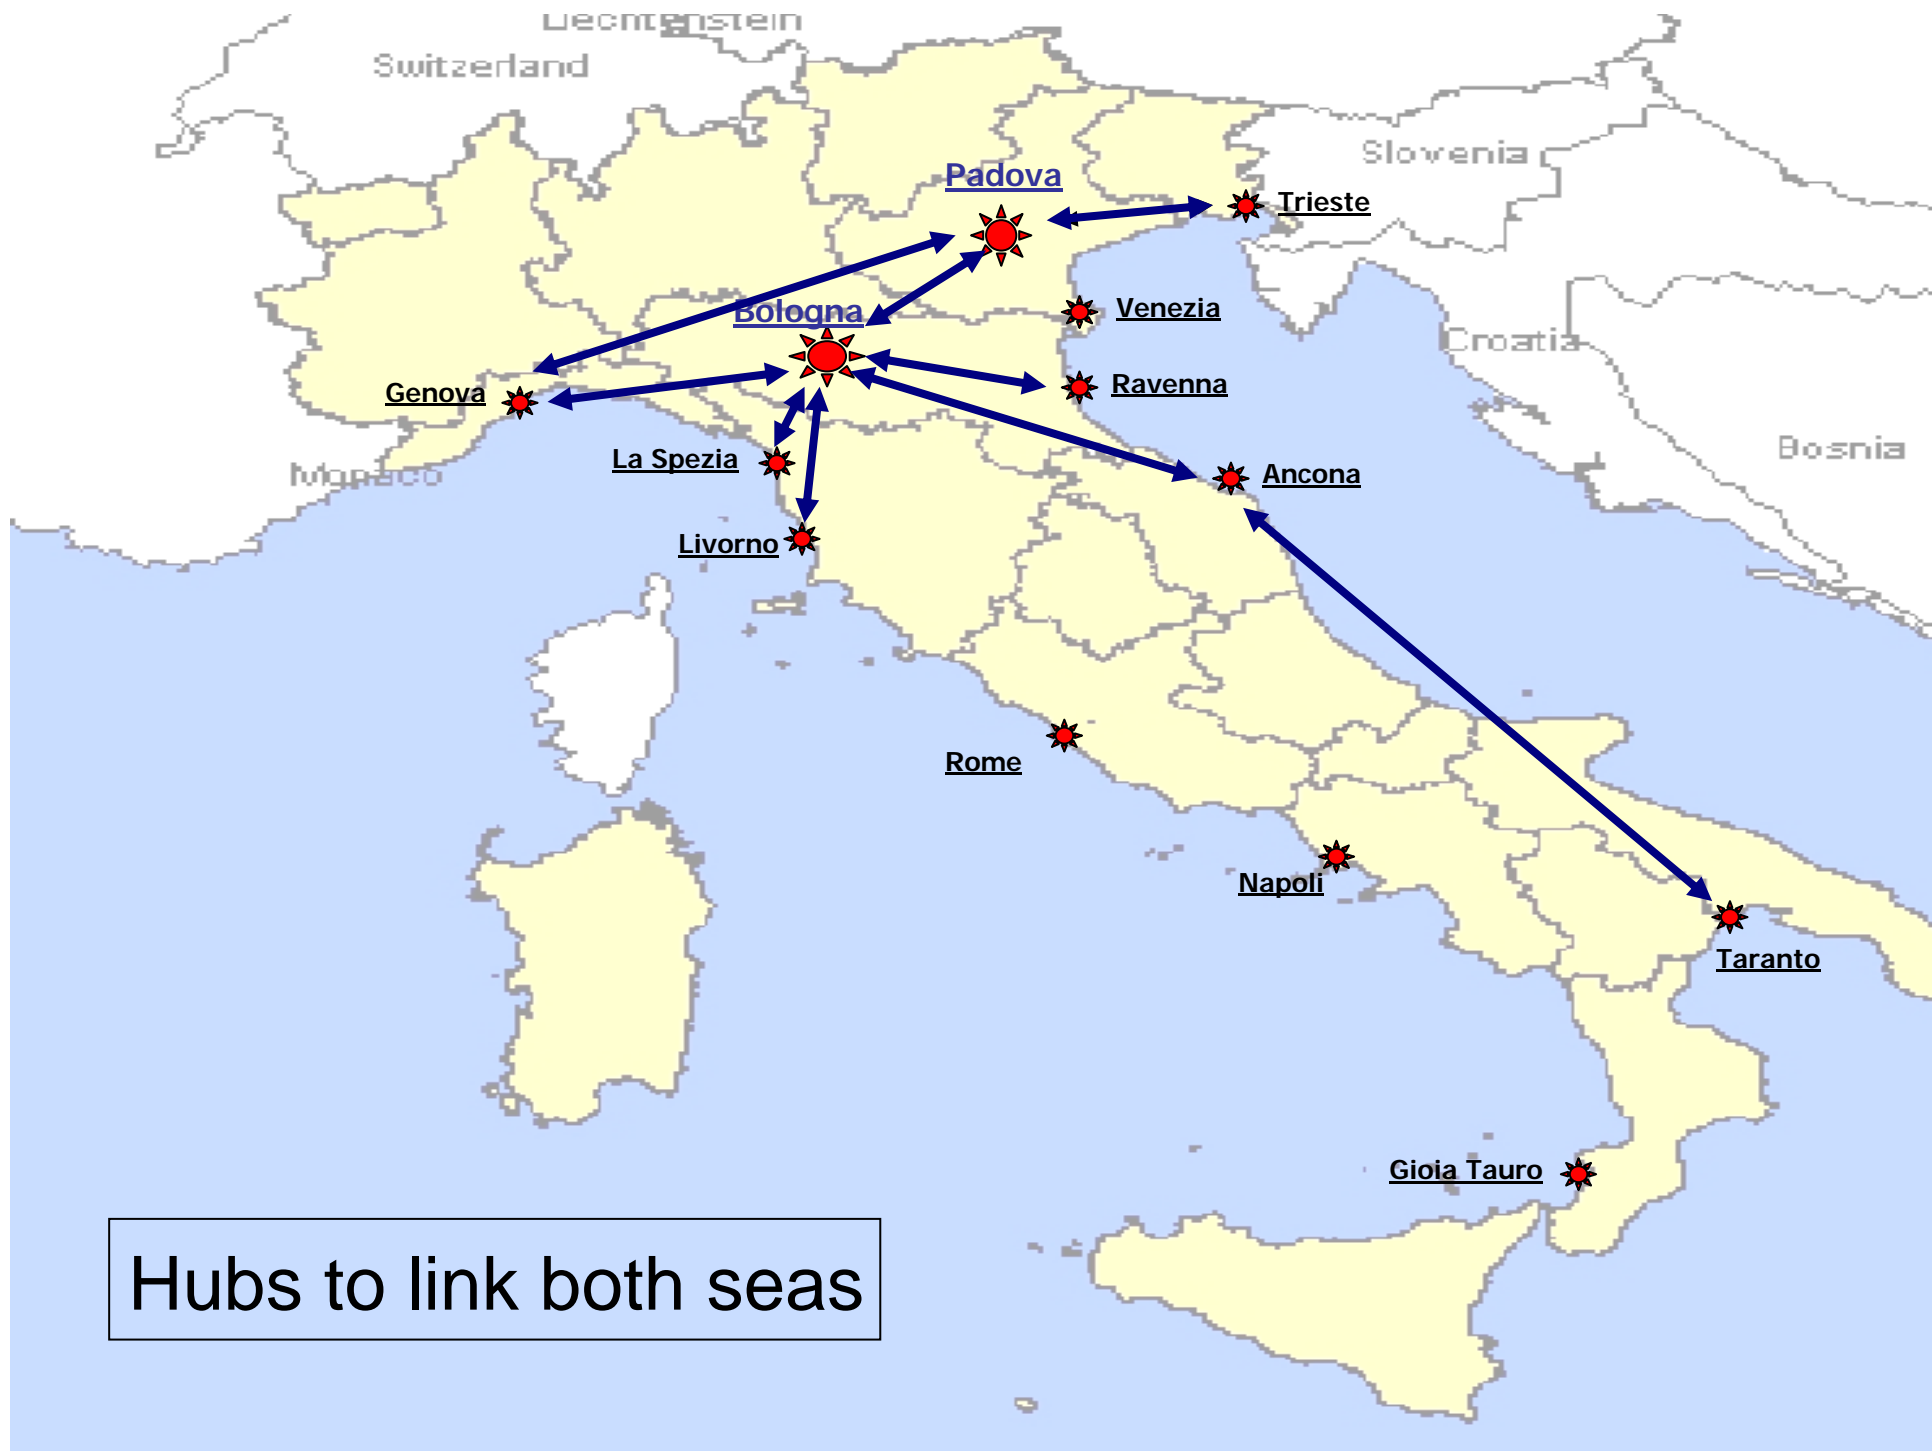 Liechtenstein
Switzerland
Slovenia
Padova
Trieste
Bologna
Venezia
Croatia
Genova
Ravenna
La Spezia
Ancona
Bosnia
Monaco
Livorno
Rome
Napoli
Taranto
Gioia Tauro
Hubs to link both seas